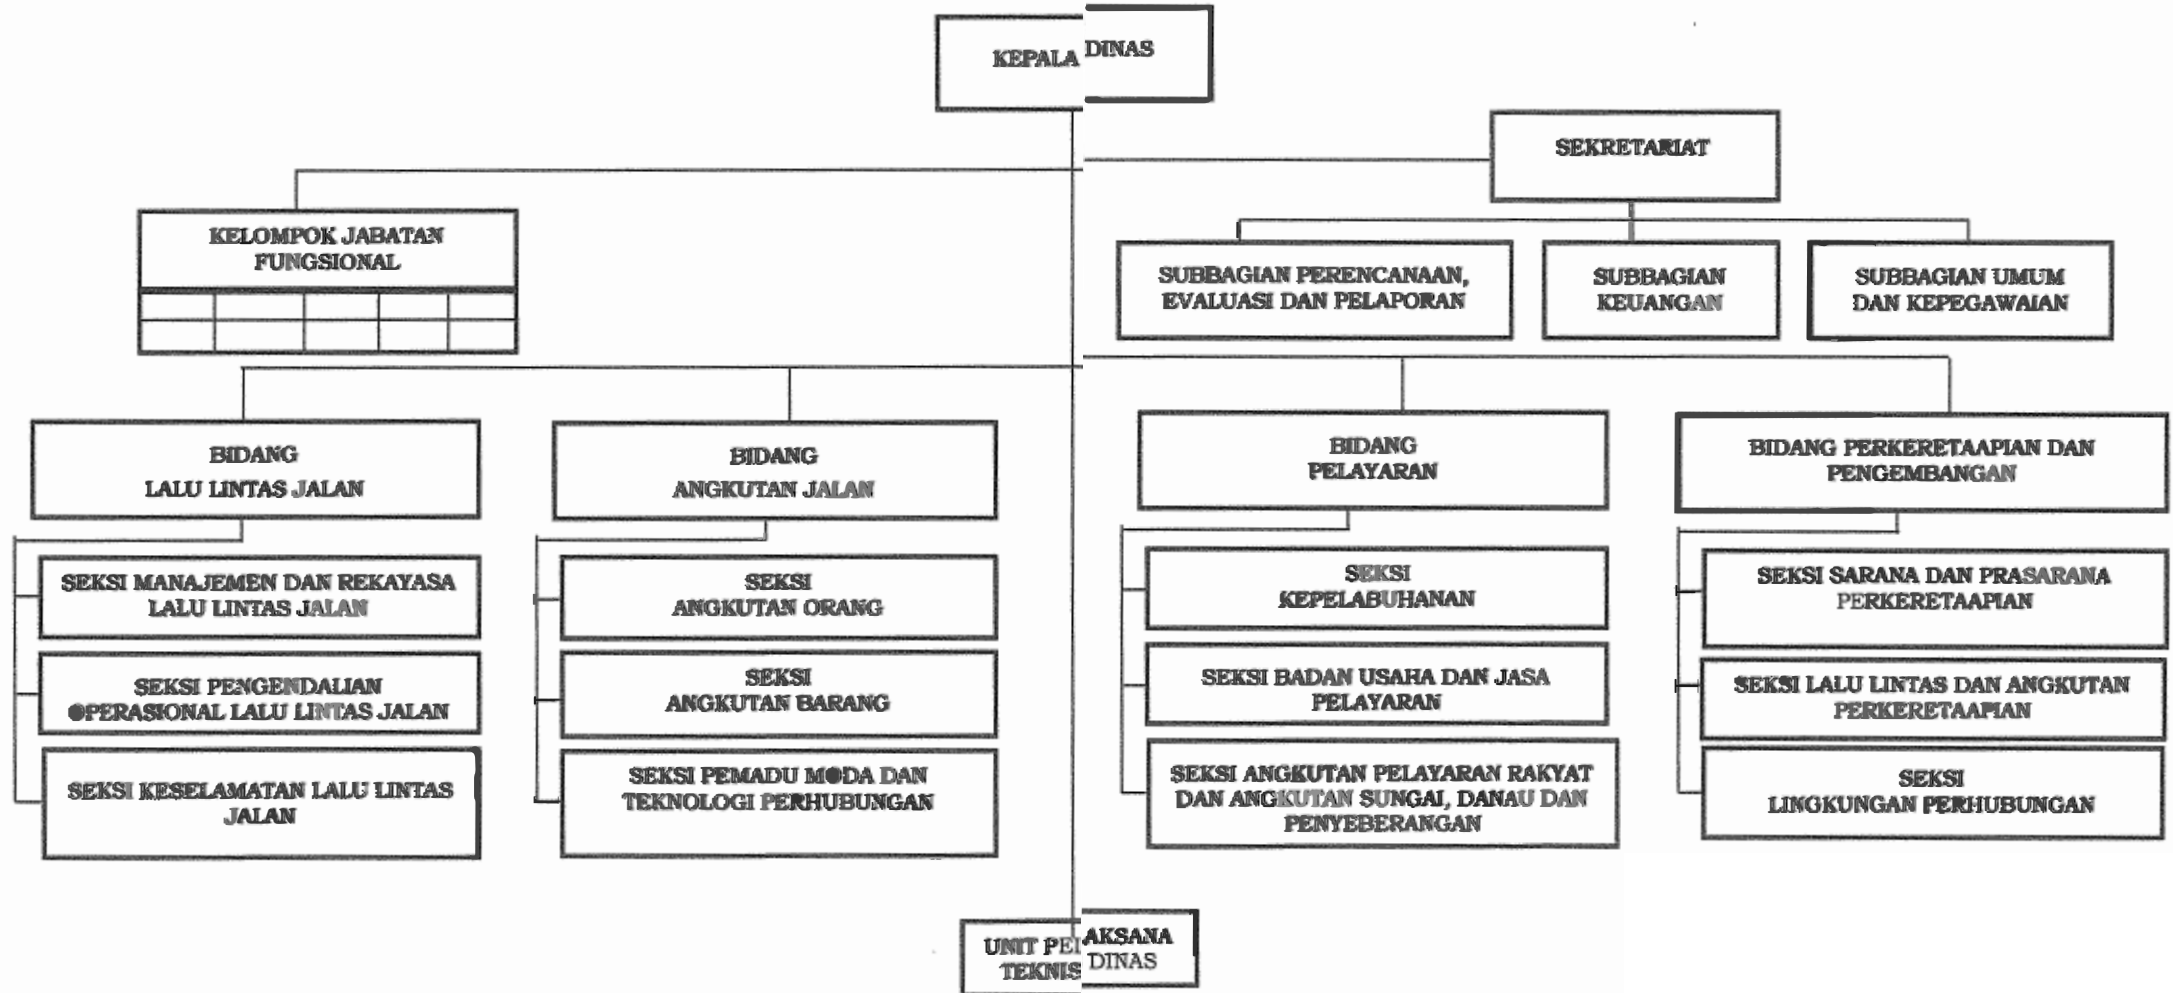 KEPALA DINAS
SEKRETARIAT
KELOMPOK JABATAN
FUNGSIONAL
SUBBAGIAN PERENCANAAN,
EVALUASI DAN PELAPORAN
SUBBAGIAN
KEUANGAN
SUBBAGIAN UMUM
DAN KEPEGAWAIAN
BIDANG
LALU LINTAS JALAN
BIDANG
ANGKUTAN JALAN
BIDANG
PELAYARAN
BIDANG PERKERETAAPIAN DAN
PENGEMBANGAN
SEKSI MANAJEMEN DAN REKAYASA
LALU LINTAS JALAN
SEKSI PENGENDALIAN
OPERASIONAL LALU LINTAS JALAN
SEKSI KESELAMATAN LALU LINTAS
JALAN
SEKSI
ANGKUTAN ORANG
SEKSI
ANGKUTAN BARANG
SEKSI PEMADU MODA DAN
TEKNOLOGI PERHUBUNGAN
SEKSI
KEPELABUHANAN
SEKSI BADAN USAHA DAN JASA
PELAYARAN
SEKSI ANGKUTAN PELAYARAN RAKYAT
DAN ANGKUTAN SUNGAI, DANAU DAN
PENYEBERANGAN
SEKSI SARANA DAN PRASARANA
PERKERETAAPIAN
SEKSI LALU LINTAS DAN ANGKUTAN
PERKERETAAPIAN
SEKSI
LINGKUNGAN PERHUBUNGAN
UNIT PELAKSANA
TEKNIS DINAS